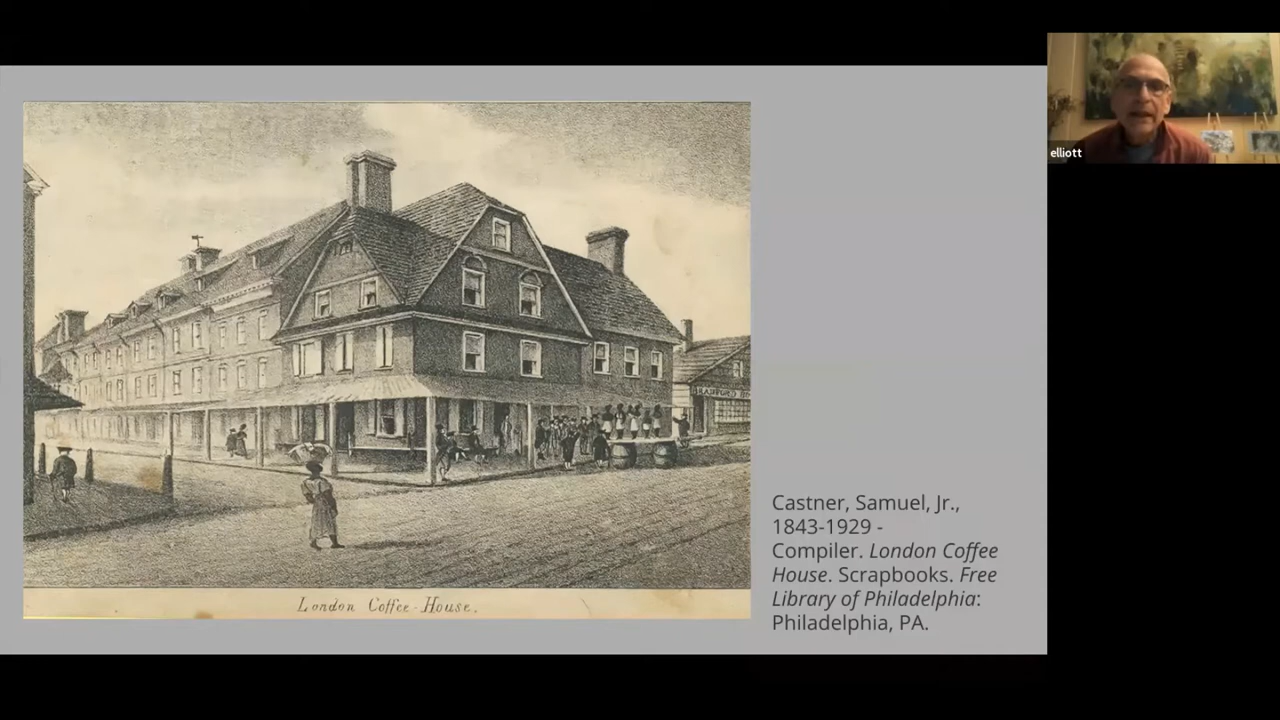 elliott
BRADFORD
London Coffee-House.
Castner, Samuel, Jr.,
1843-1929 -
Compiler. London Coffee
House. Scrapbooks. Free
Library of Philadelphia:
Philadelphia, PA.